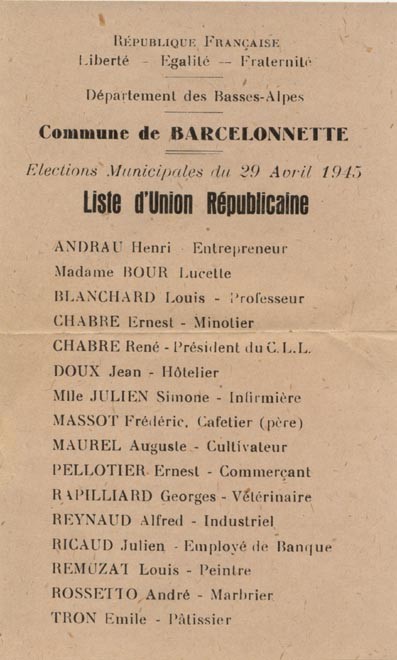 République Française
Liberté - Egalité - Fraternité
Département des Basses-Alpes
Commune de BARCELONNETTE
Elections Municipales du 29 Avril 1945
Liste d'Union Républicaine
ANDRAU Henri - Entrepreneur
Madame BOUR Lucette
BLANCHARD Louis - Professeur
CHABRE Ernest - Minotier
CHABRE René - Président du C.L.L.
DOUX Jean - Hôtelier
Mlle JULIEN Simone - Infirmière
MASSOT Frédéric, Cafetier (père)
MAUREL Auguste - Cultivateur
PELLOTIER Ernest - Commerçant
RAPILLIARD Georges - Vétérinaire
REYNAUD Alfred - Industriel
RICAUD Julien - Employé de Banque
REMUZAT Louis - Peintre
ROSSETTO André - Marbrier
TRON Emile - Pâtissier